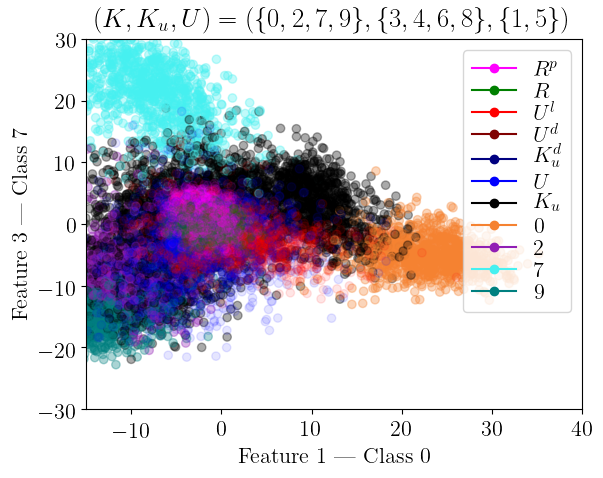 (K, K_u, U) = ({0, 2, 7, 9}, {3, 4, 6, 8}, {1, 5})
30
20
10
0
−10
−20
−30
Feature 3 — Class 7
R^p
R
U^l
U^d
K_u^d
U
K_u
0
2
7
9
−10
0
10
20
30
40
Feature 1 — Class 0